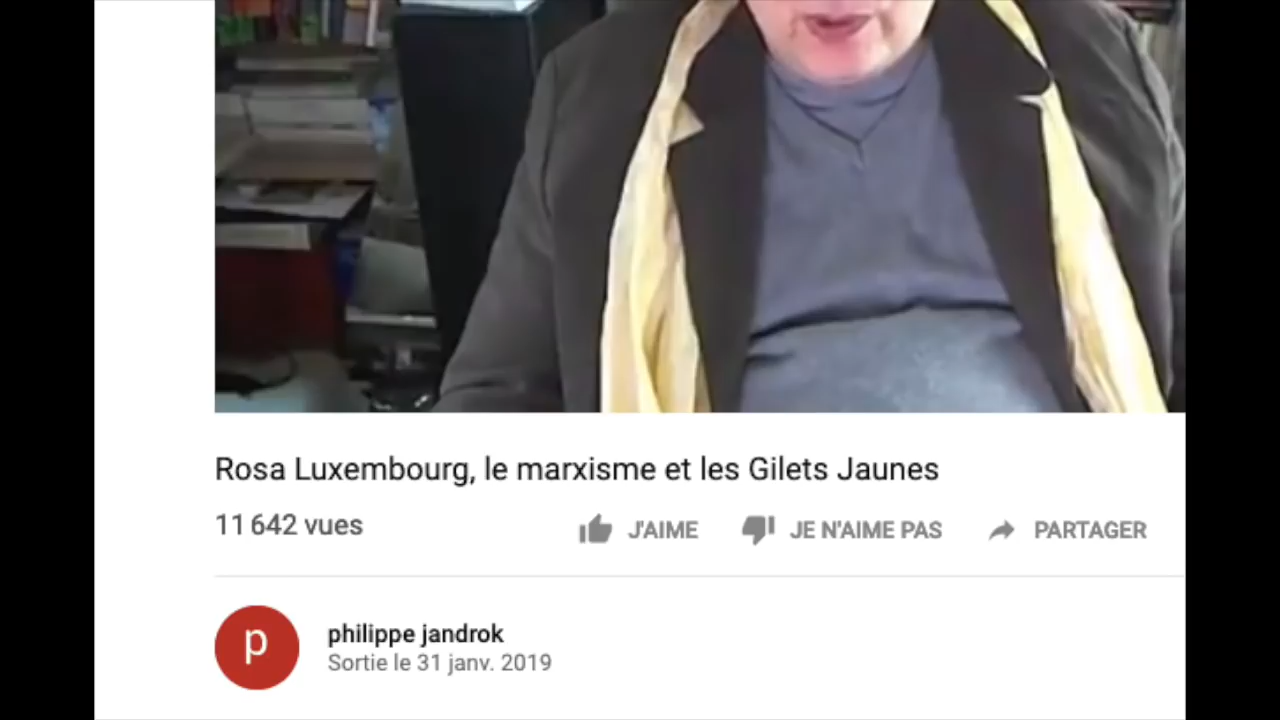 Rosa Luxembourg, le marxisme et les Gilets Jaunes
11 642 vues
J'AIME
JE N'AIME PAS
PARTAGER
p
philippe jandrok
Sortie le 31 janv. 2019